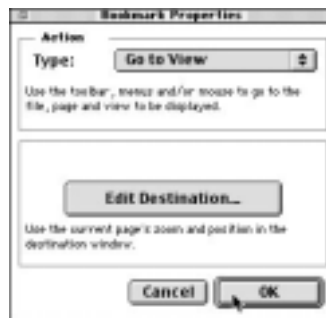 Bookmark Properties
Action
Type: Go to View
Use the toolbar, menus and/or mouse to go to the
file, page and view to be displayed.
Edit Destination...
Use the current page's zoom and position in the
destination window.
Cancel OK